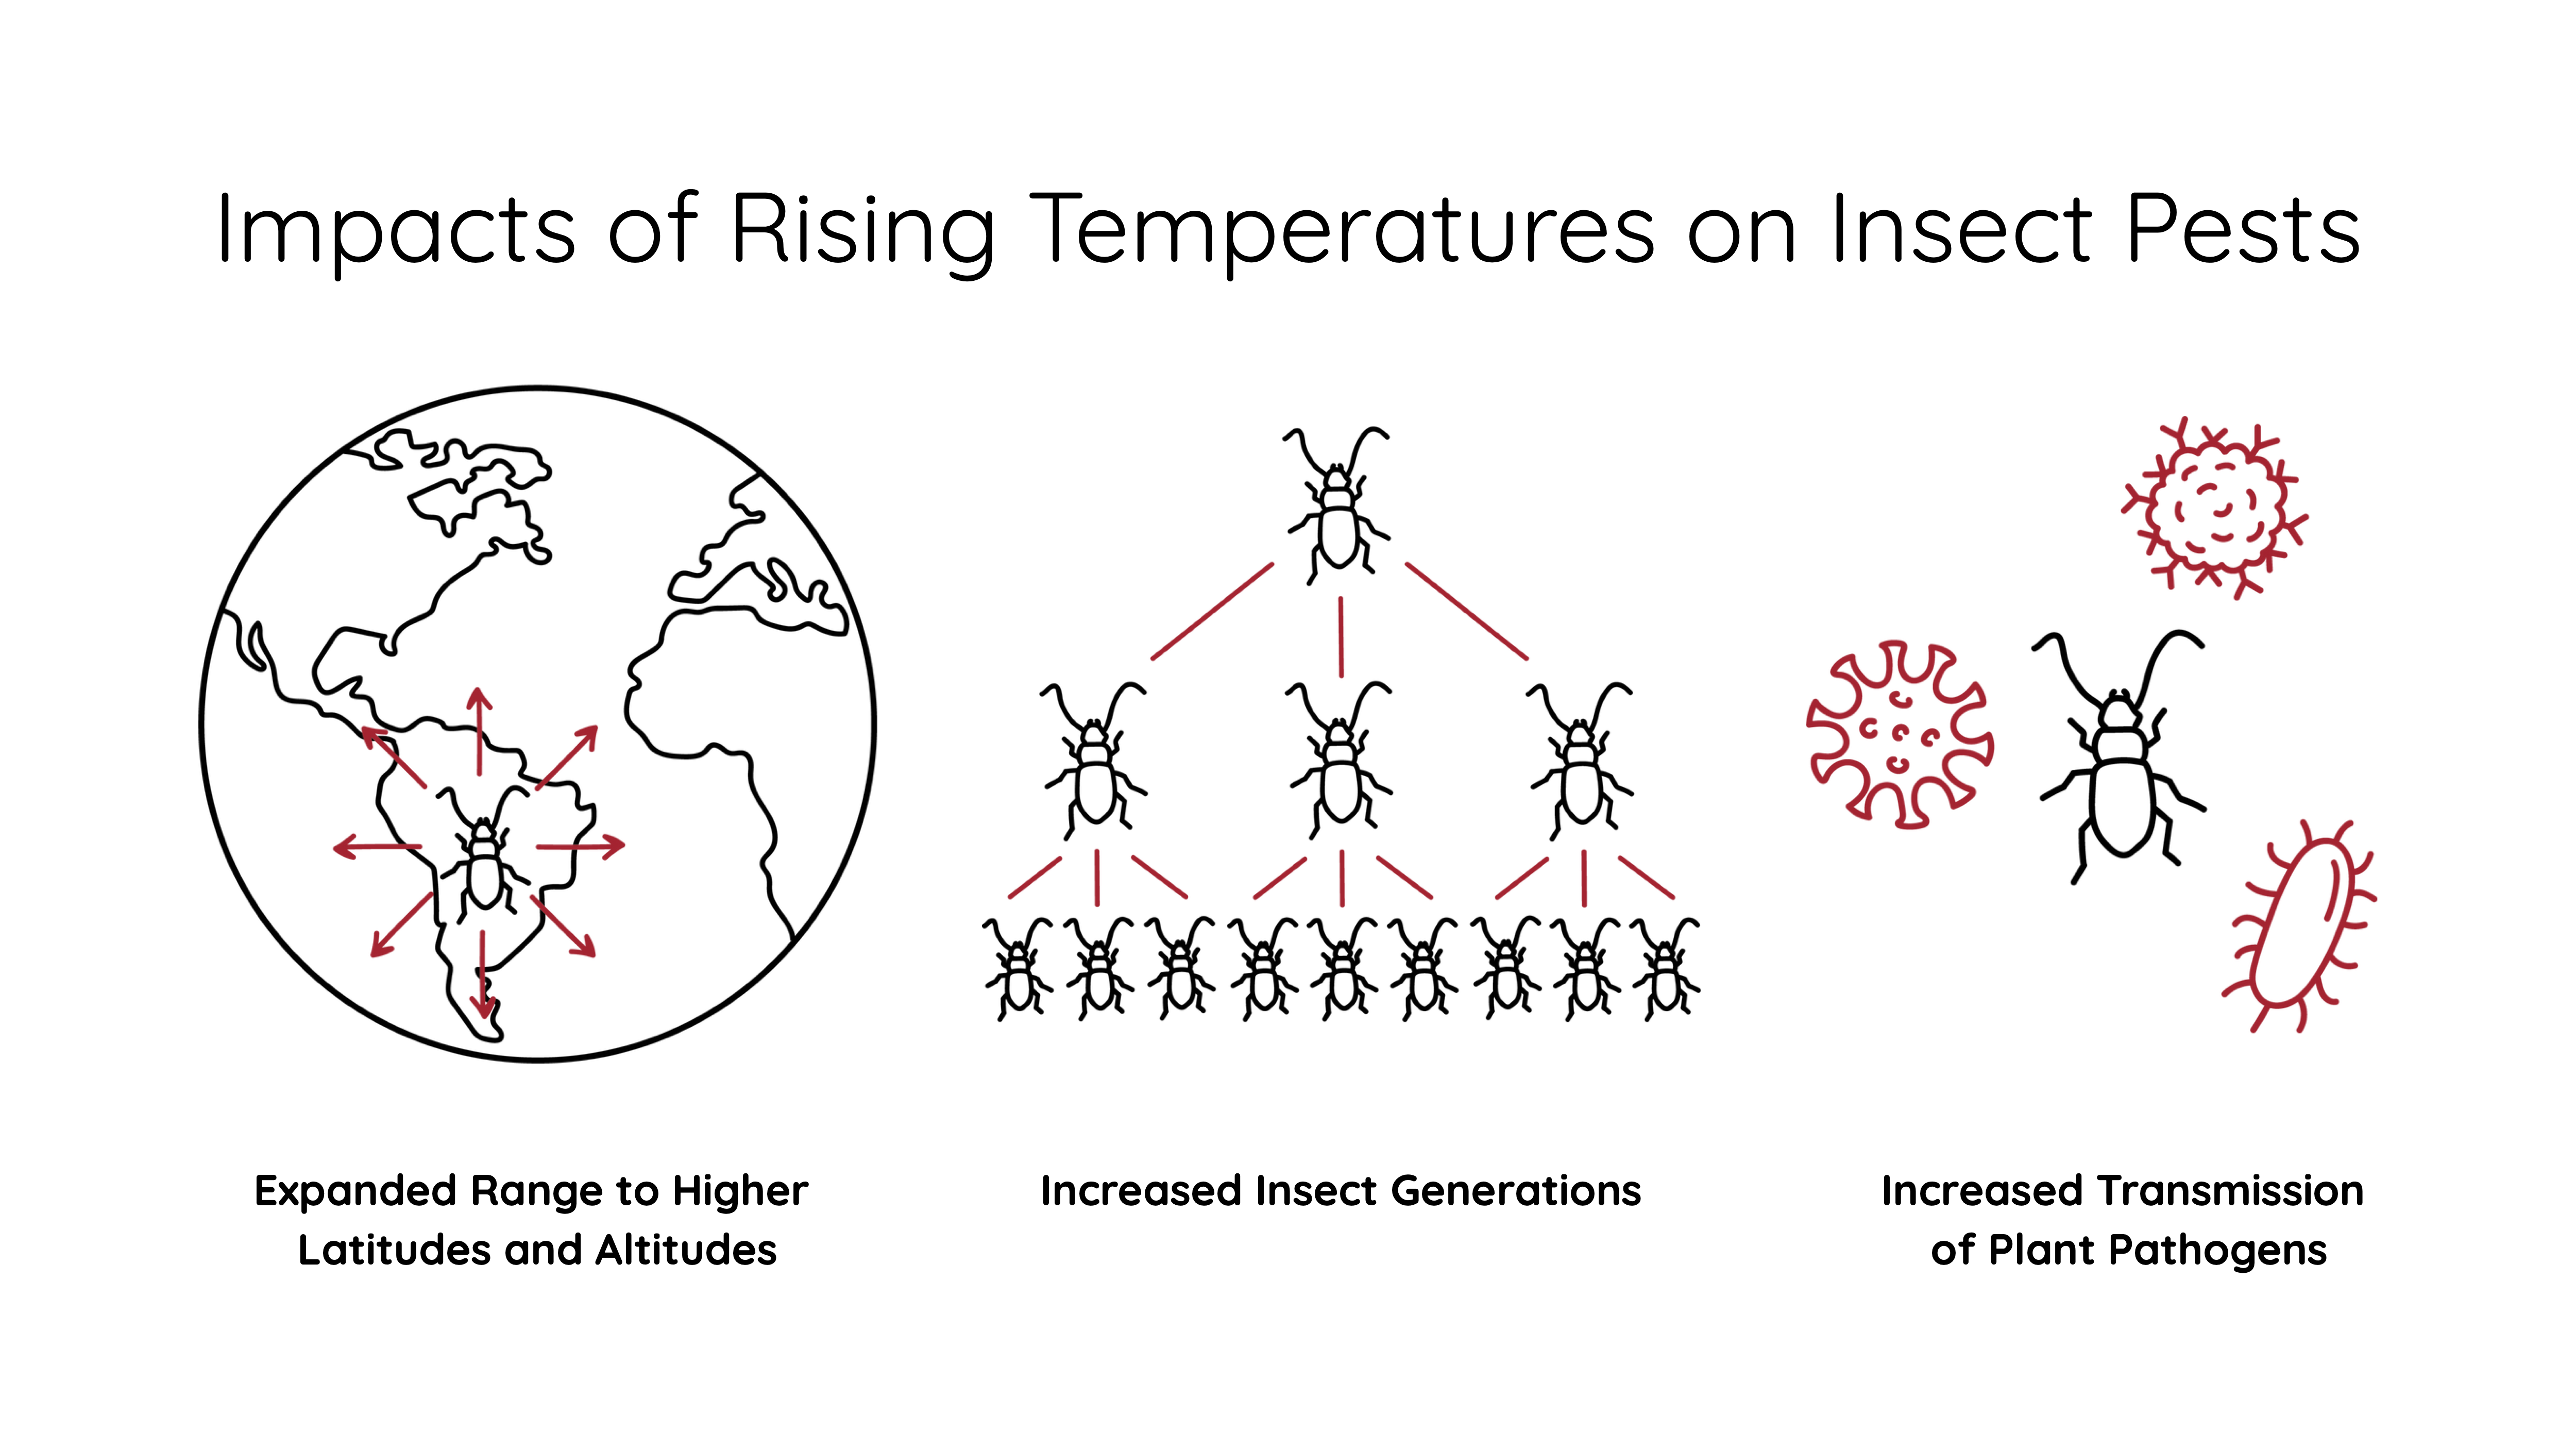 Impacts of Rising Temperatures on Insect Pests
Expanded Range to Higher
Latitudes and Altitudes
Increased Insect Generations
Increased Transmission
of Plant Pathogens